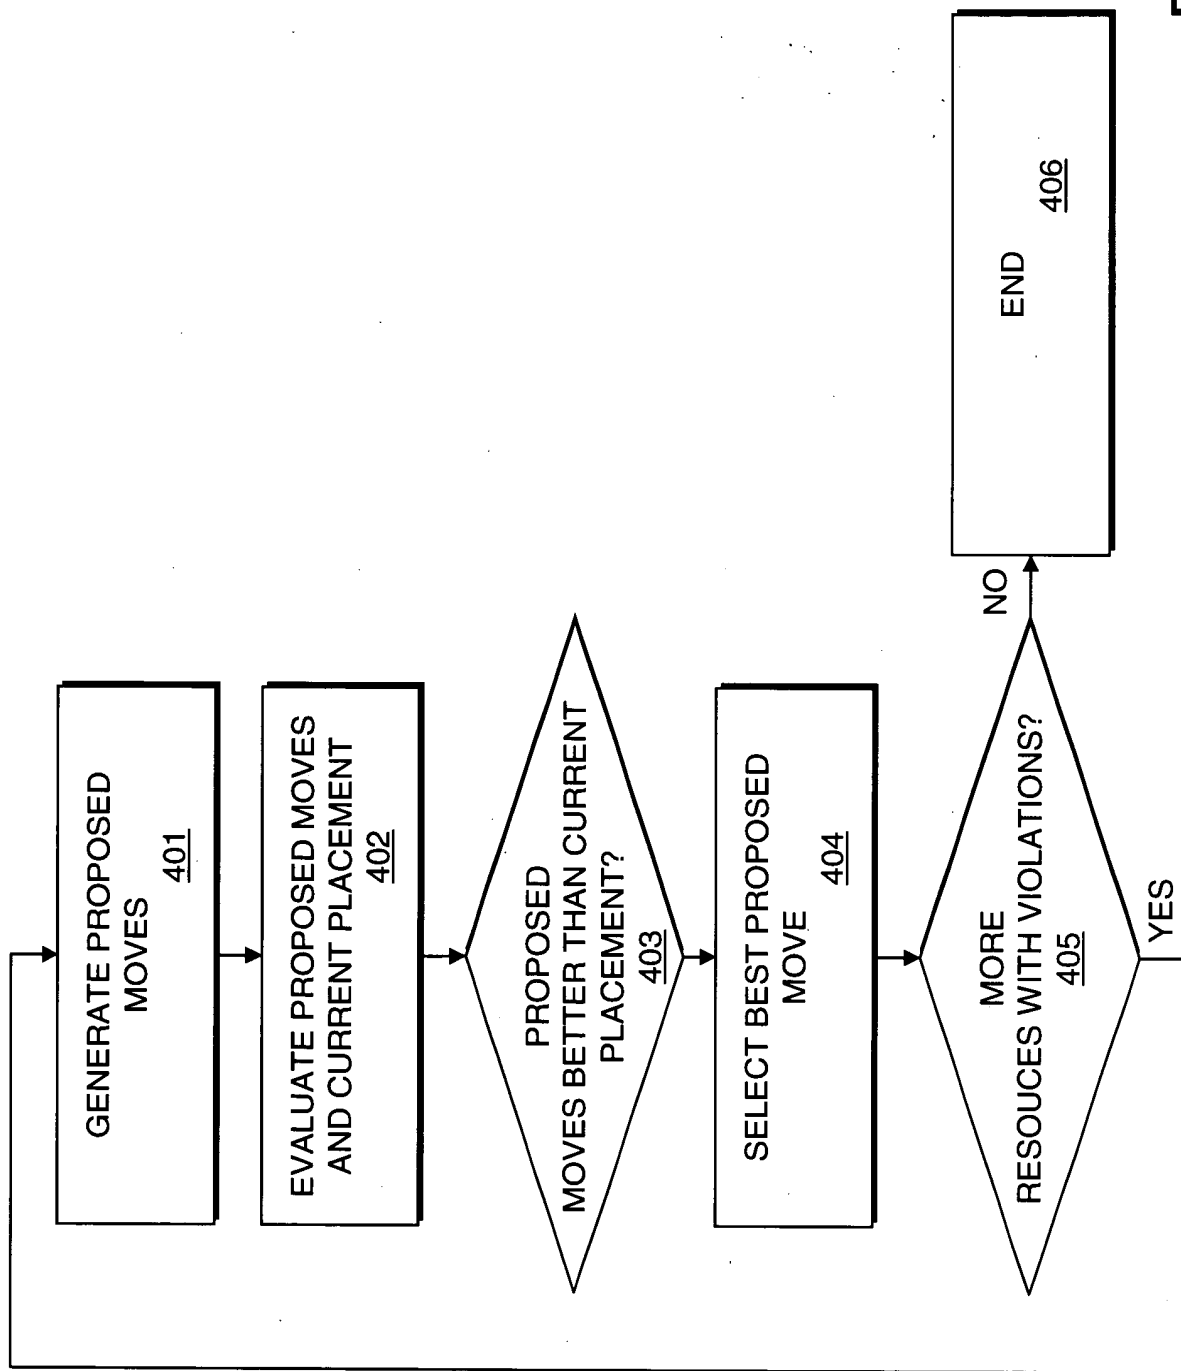 GENERATE PROPOSED
MOVES
401
EVALUATE PROPOSED MOVES
AND CURRENT PLACEMENT
402
PROPOSED
MOVES BETTER THAN CURRENT
PLACEMENT?
403
SELECT BEST PROPOSED
MOVE
404
MORE
RESOUCES WITH VIOLATIONS?
405
NO
YES
END
406